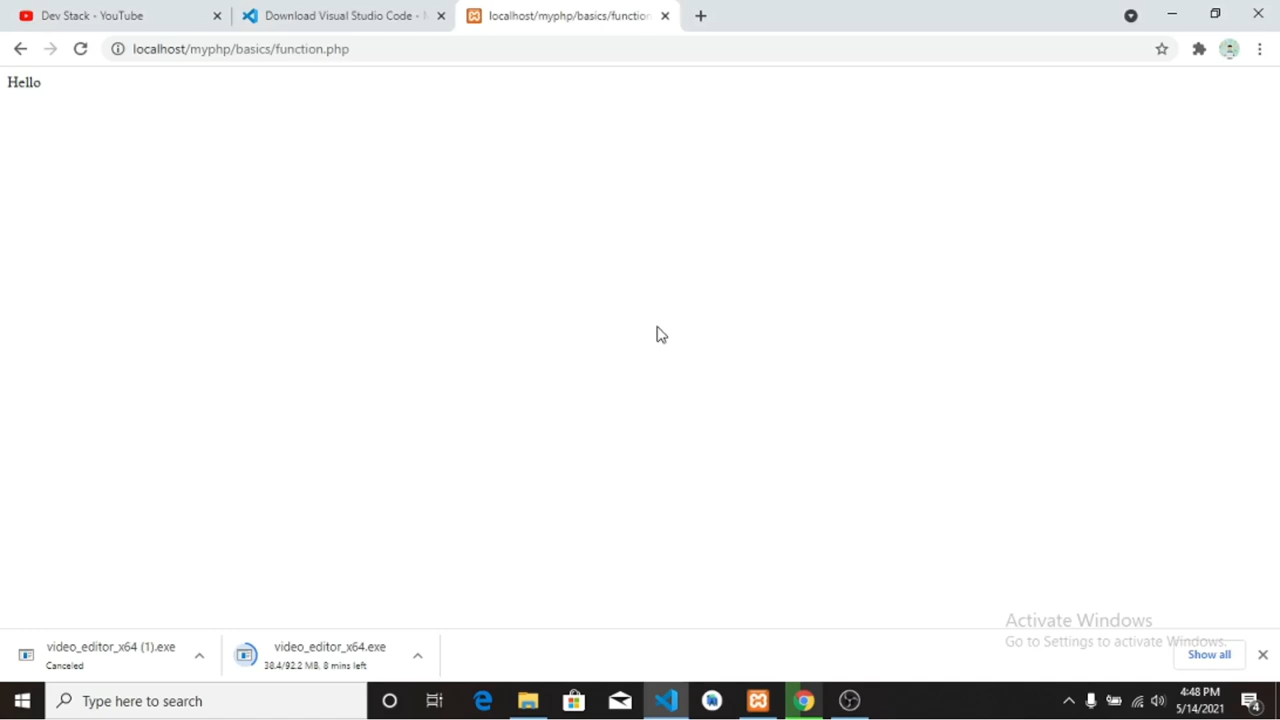 Dev Stack - YouTube
Download Visual Studio Code -
localhost/myphp/basics/function
localhost/myphp/basics/function.php
Hello
Activate Windows
Go to Settings to activate Windows.
video_editor_x64 (1).exe
Canceled
video_editor_x64.exe
38.4/92.2 MB, 8 mins left
Show all
Type here to search
4:48 PM
5/14/2021
4